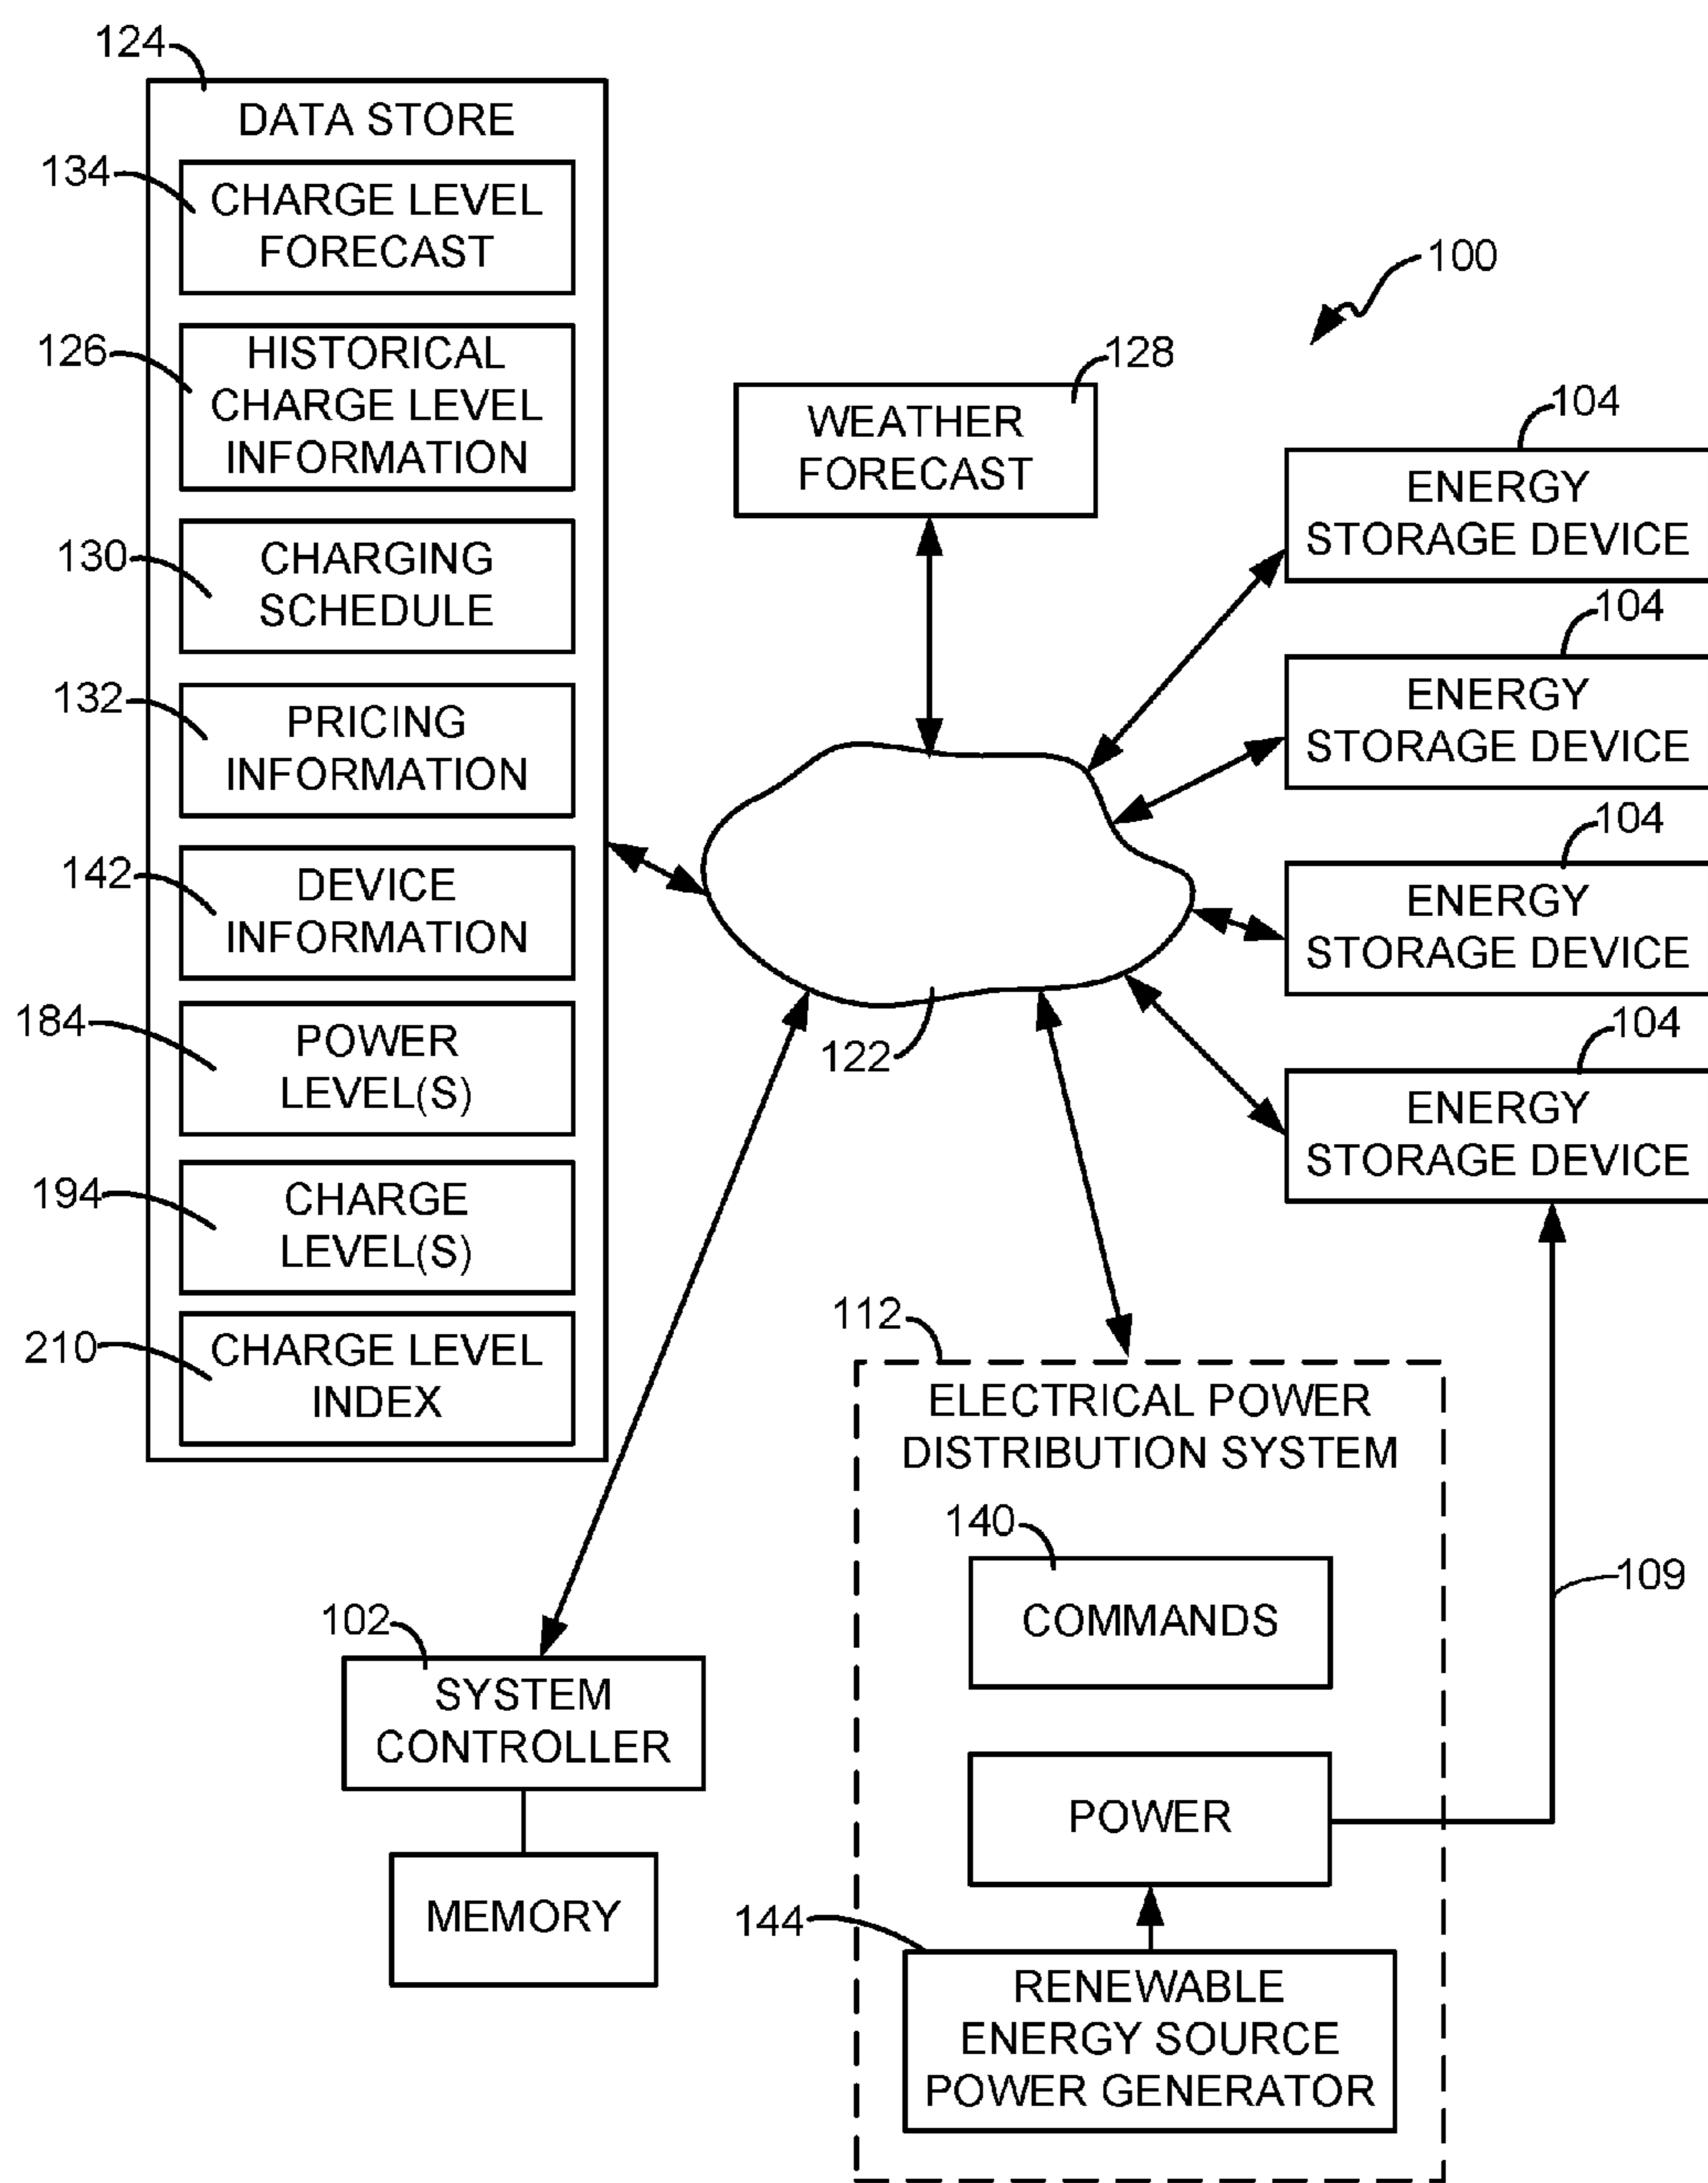 124
DATA STORE
134
CHARGE LEVEL
FORECAST
126
HISTORICAL
CHARGE LEVEL
INFORMATION
130
CHARGING
SCHEDULE
132
PRICING
INFORMATION
142
DEVICE
INFORMATION
184
POWER
LEVEL(S)
194
CHARGE
LEVEL(S)
210
CHARGE LEVEL
INDEX
100
128
WEATHER
FORECAST
104
ENERGY
STORAGE DEVICE
104
ENERGY
STORAGE DEVICE
104
ENERGY
STORAGE DEVICE
104
ENERGY
STORAGE DEVICE
122
112
ELECTRICAL POWER
DISTRIBUTION SYSTEM
140
COMMANDS
109
POWER
144
RENEWABLE
ENERGY SOURCE
POWER GENERATOR
102
SYSTEM
CONTROLLER
MEMORY